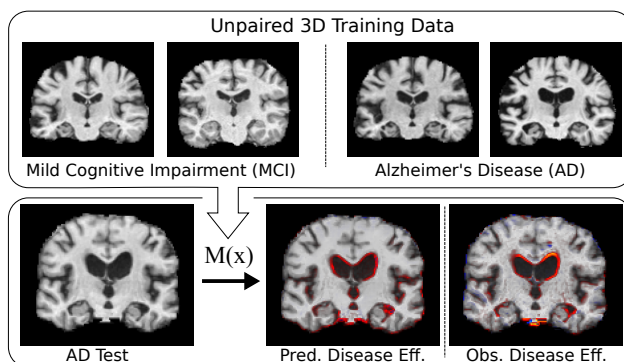 Unpaired 3D Training Data
Mild Cognitive Impairment (MCI)
Alzheimer's Disease (AD)
M(x)
AD Test
Pred. Disease Eff.
Obs. Disease Eff.